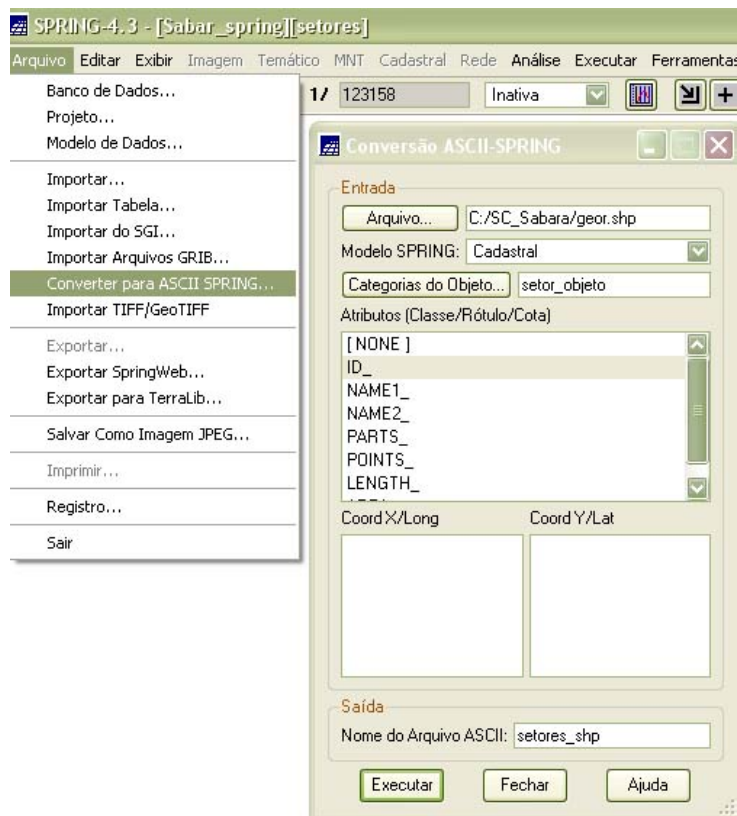 SPRING-4.3 - [Sabar_spring][setores]
Arquivo Editar Exibir Imagem Temático MNT Cadastral Rede Análise Executar Ferramentas
Banco de Dados...
Projeto...
Modelo de Dados...
Importar...
Importar Tabela...
Importar do SGI...
Importar Arquivos GRIB...
Converter para ASCII SPRING...
Importar TIFF/GeoTIFF
Exportar...
Exportar SpringWeb...
Exportar para TerraLib...
Salvar Como Imagem JPEG...
Imprimir...
Registro...
Sair
1/ 123158 Inativa
Conversão ASCII-SPRING
Entrada
Arquivo... C:/SC_Sabara/geor.shp
Modelo SPRING: Cadastral
Categorias do Objeto... setor_objeto
Atributos (Classe/Rótulo/Cota)
[ NONE ]
ID_
NAME1_
NAME2_
PARTS_
POINTS_
LENGTH_
Coord X/Long Coord Y/Lat
Saída
Nome do Arquivo ASCII: setores_shp
Executar Fechar Ajuda